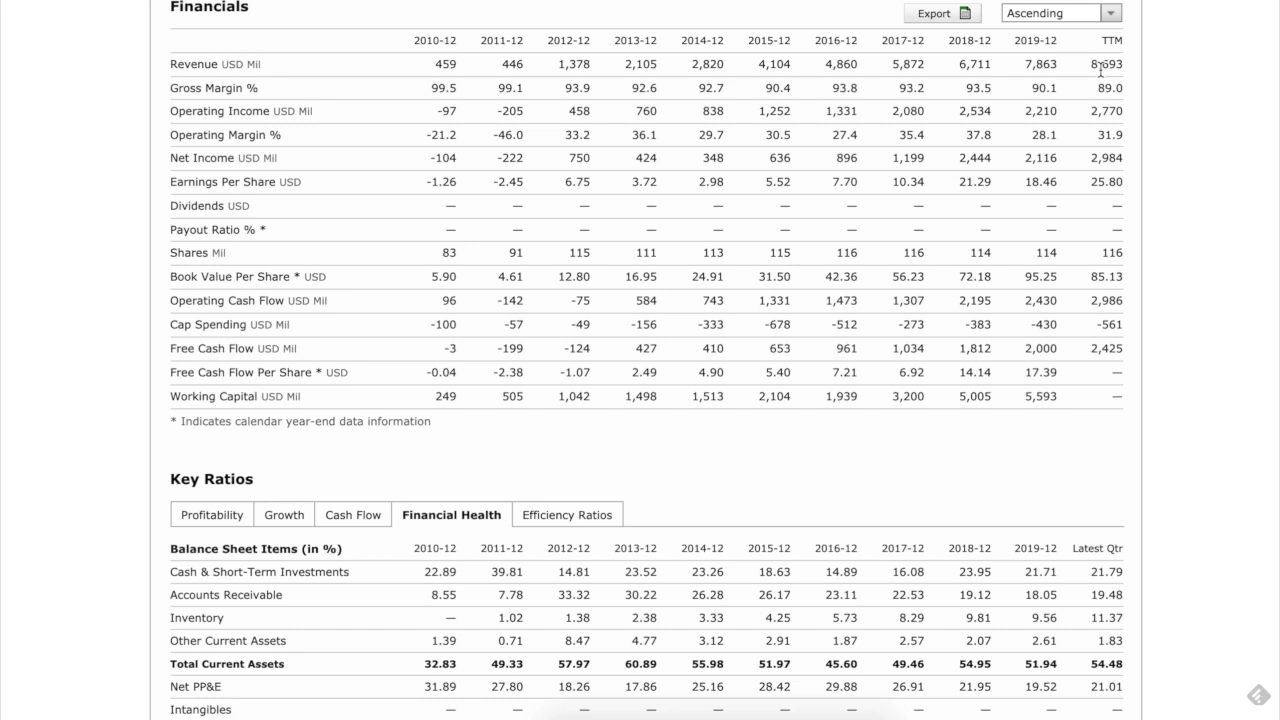 Financials
Export Ascending
2010-12 2011-12 2012-12 2013-12 2014-12 2015-12 2016-12 2017-12 2018-12 2019-12 TTM
Revenue USD Mil 459 446 1,378 2,105 2,820 4,104 4,860 5,872 6,711 7,863 8,693
Gross Margin % 99.5 99.1 93.9 92.6 92.7 90.4 93.8 93.2 93.5 90.1 89.0
Operating Income USD Mil -97 -205 458 760 838 1,252 1,331 2,080 2,534 2,210 2,770
Operating Margin % -21.2 -46.0 33.2 36.1 29.7 30.5 27.4 35.4 37.8 28.1 31.9
Net Income USD Mil -104 -222 750 424 348 636 896 1,199 2,444 2,116 2,984
Earnings Per Share USD -1.26 -2.45 6.75 3.72 2.98 5.52 7.70 10.34 21.29 18.46 25.80
Dividends USD — — — — — — — — — — —
Payout Ratio % * — — — — — — — — — — —
Shares Mil 83 91 115 111 113 115 116 116 114 114 116
Book Value Per Share * USD 5.90 4.61 12.80 16.95 24.91 31.50 42.36 56.23 72.18 95.25 85.13
Operating Cash Flow USD Mil 96 -142 -75 584 743 1,331 1,473 1,307 2,195 2,430 2,986
Cap Spending USD Mil -100 -57 -49 -156 -333 -678 -512 -273 -383 -430 -561
Free Cash Flow USD Mil -3 -199 -124 427 410 653 961 1,034 1,812 2,000 2,425
Free Cash Flow Per Share * USD -0.04 -2.38 -1.07 2.49 4.90 5.40 7.21 6.92 14.14 17.39 —
Working Capital USD Mil 249 505 1,042 1,498 1,513 2,104 1,939 3,200 5,005 5,593 —
* Indicates calendar year-end data information
Key Ratios
Profitability Growth Cash Flow Financial Health Efficiency Ratios
Balance Sheet Items (in %) 2010-12 2011-12 2012-12 2013-12 2014-12 2015-12 2016-12 2017-12 2018-12 2019-12 Latest Qtr
Cash & Short-Term Investments 22.89 39.81 14.81 23.52 23.26 18.63 14.89 16.08 23.95 21.71 21.79
Accounts Receivable 8.55 7.78 33.32 30.22 26.28 26.17 23.11 22.53 19.12 18.05 19.48
Inventory — 1.02 1.38 2.38 3.33 4.25 5.73 8.29 9.81 9.56 11.37
Other Current Assets 1.39 0.71 8.47 4.77 3.12 2.91 1.87 2.57 2.07 2.61 1.83
Total Current Assets 32.83 49.33 57.97 60.89 55.98 51.97 45.60 49.46 54.95 51.94 54.48
Net PP&E 31.89 27.80 18.26 17.86 25.16 28.42 29.88 26.91 21.95 19.52 21.01
Intangibles — — — — — — — — — — —